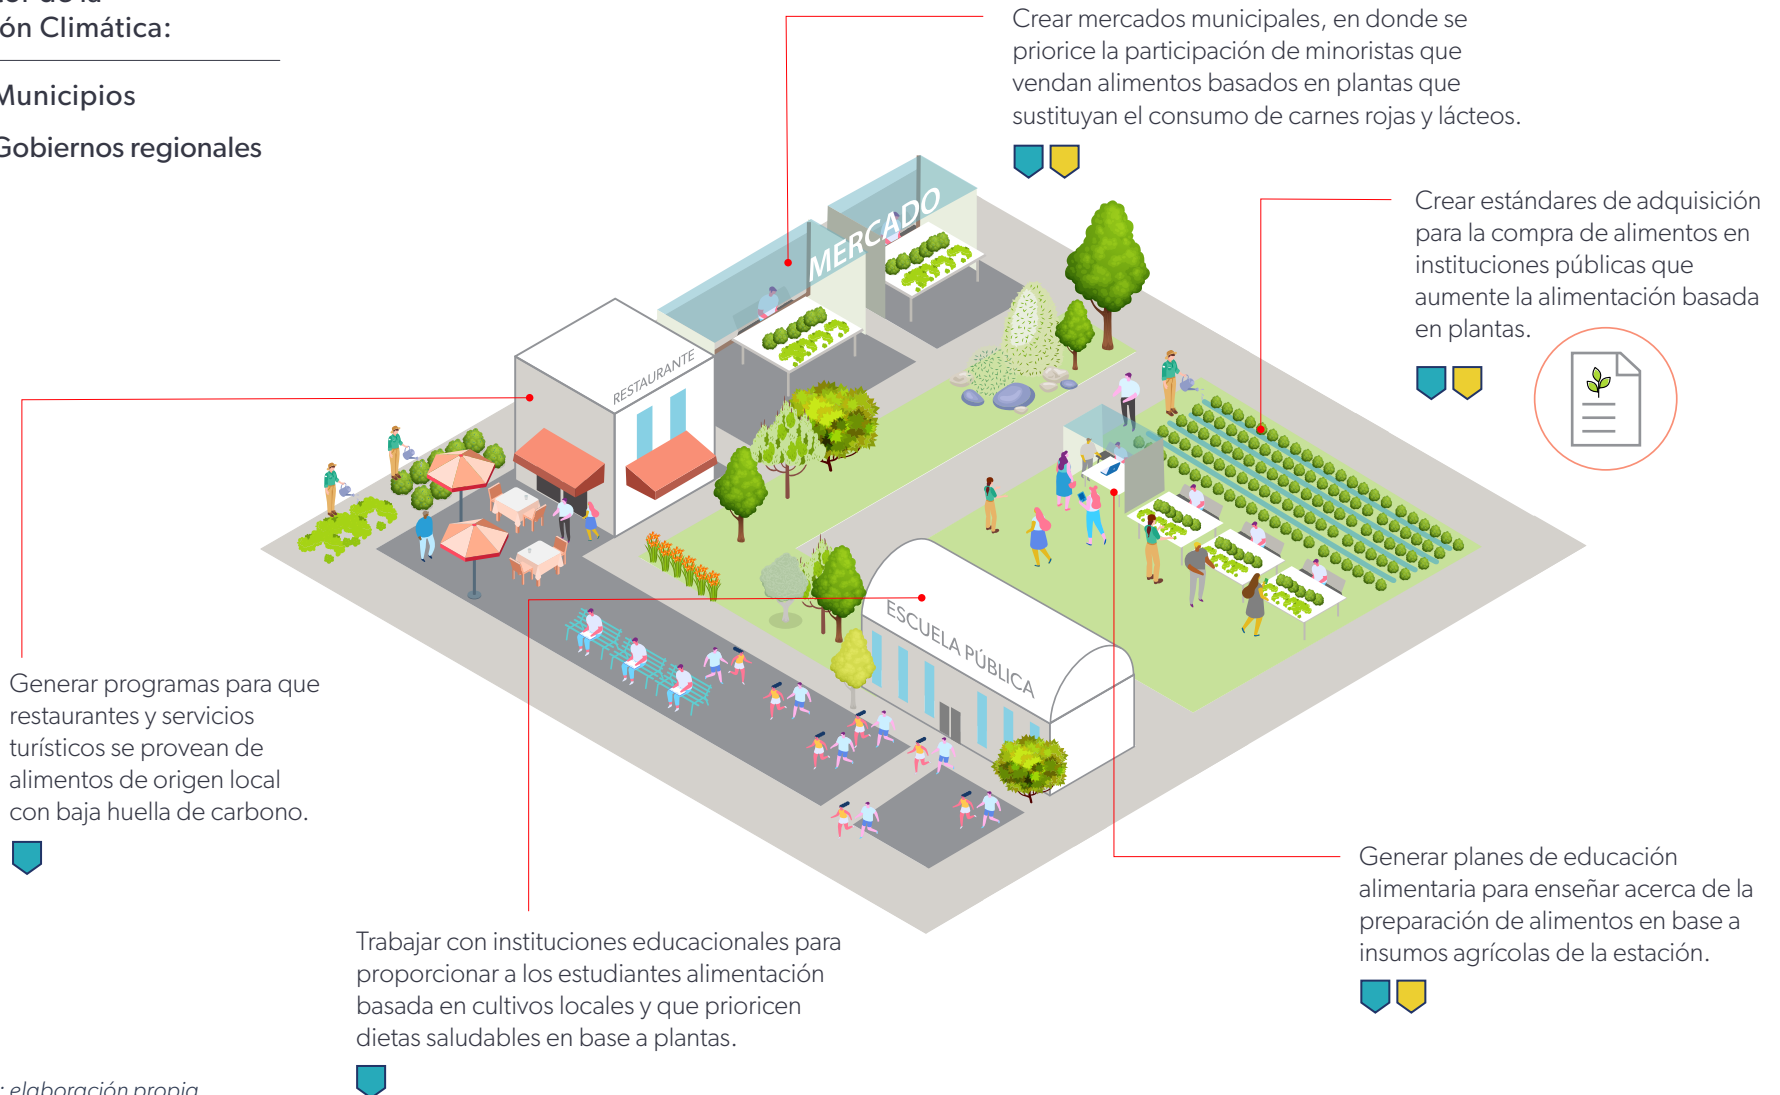 ón Climática:
Municipios
Gobiernos regionales
Crear mercados municipales, en donde se
priorice la participación de minoristas que
vendan alimentos basados en plantas que
sustituyan el consumo de carnes rojas y lácteos.
Crear estándares de adquisición
para la compra de alimentos en
instituciones públicas que
aumente la alimentación basada
en plantas.
MERCADO
RESTAURANTE
ESCUELA PÚBLICA
Generar programas para que
restaurantes y servicios
turísticos se provean de
alimentos de origen local
con baja huella de carbono.
Generar planes de educación
alimentaria para enseñar acerca de la
preparación de alimentos en base a
insumos agrícolas de la estación.
Trabajar con instituciones educacionales para
proporcionar a los estudiantes alimentación
basada en cultivos locales y que prioricen
dietas saludables en base a plantas.
: elaboración propia